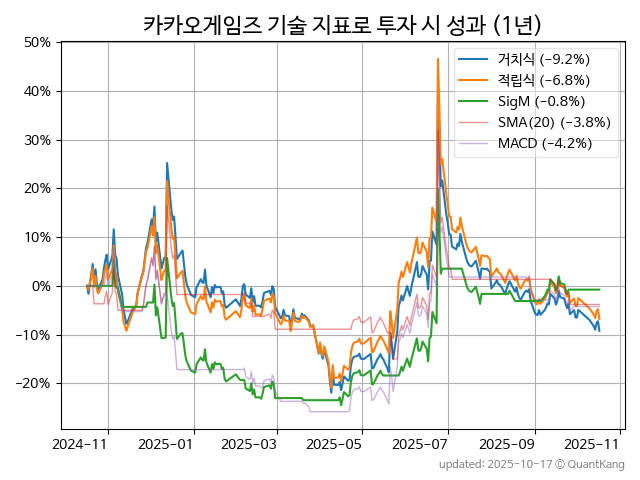 카카오게임즈 기술 지표로 투자 시 성과 (1년)
50%
40%
30%
20%
10%
0%
−10%
−20%
거치식 (−9.2%)
적립식 (−6.8%)
SigM (−0.8%)
SMA(20) (−3.8%)
MACD (−4.2%)
2024-11 2025-01 2025-03 2025-05 2025-07 2025-09 2025-11
updated: 2025-10-17 © QuantKang